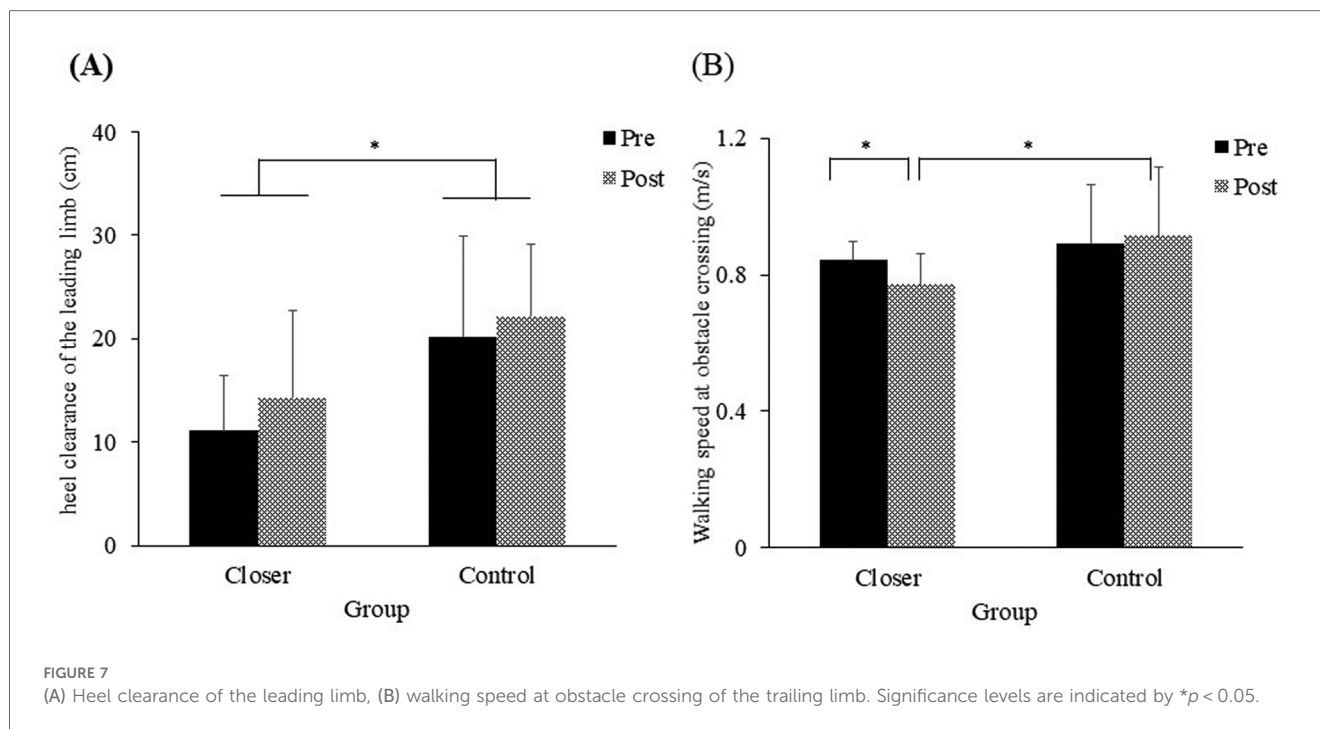 (A)
heel clearance of the leading limb (cm)
40
30
20
10
0
*
Pre
Post
Closer
Control
Group
(B)
Walking speed at obstacle crossing (m/s)
1.2
0.8
0.4
0
*
*
Pre
Post
Closer
Control
Group
FIGURE 7
(A) Heel clearance of the leading limb, (B) walking speed at obstacle crossing of the trailing limb. Significance levels are indicated by *p < 0.05.